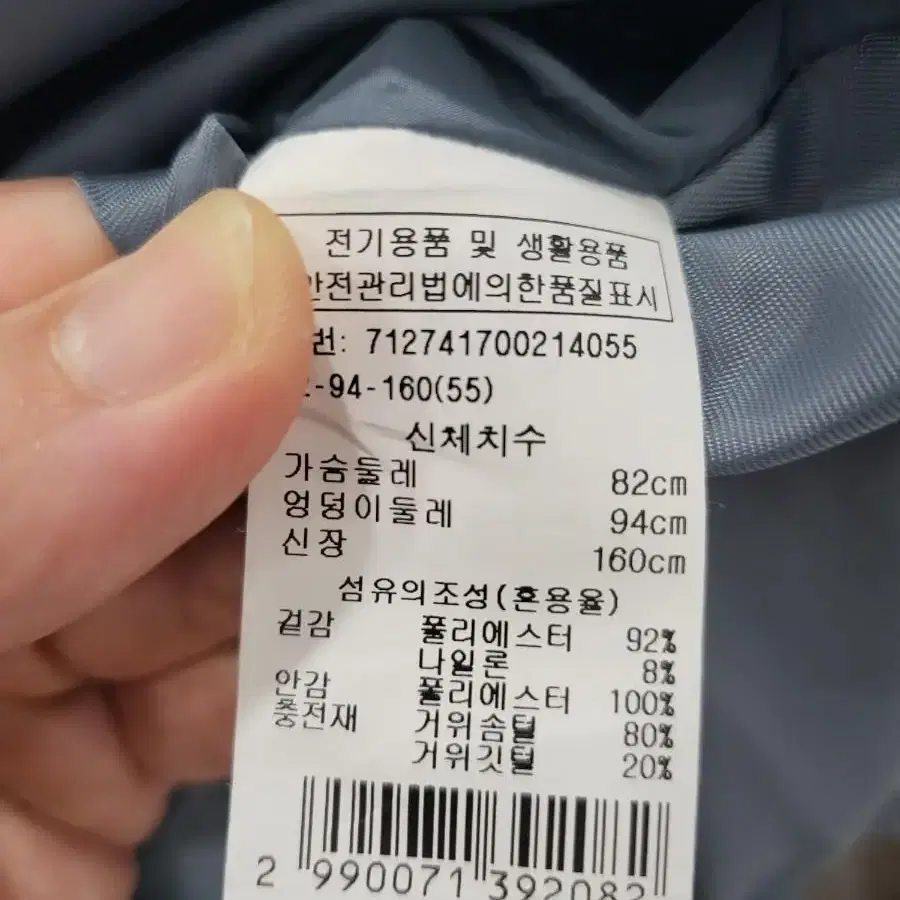 전기용품 및 생활용품
안전관리법에의한품질표시
번: 712741700214055
-94-160(55)
신체치수
가슴둘레 82cm
엉덩이둘레 94cm
신장 160cm
섬유의조성(혼용율)
겉감 폴리에스터 92%
나일론 8%
안감 폴리에스터 100%
충전재 거위솜털 80%
거위깃털 20%
2 990071 392082